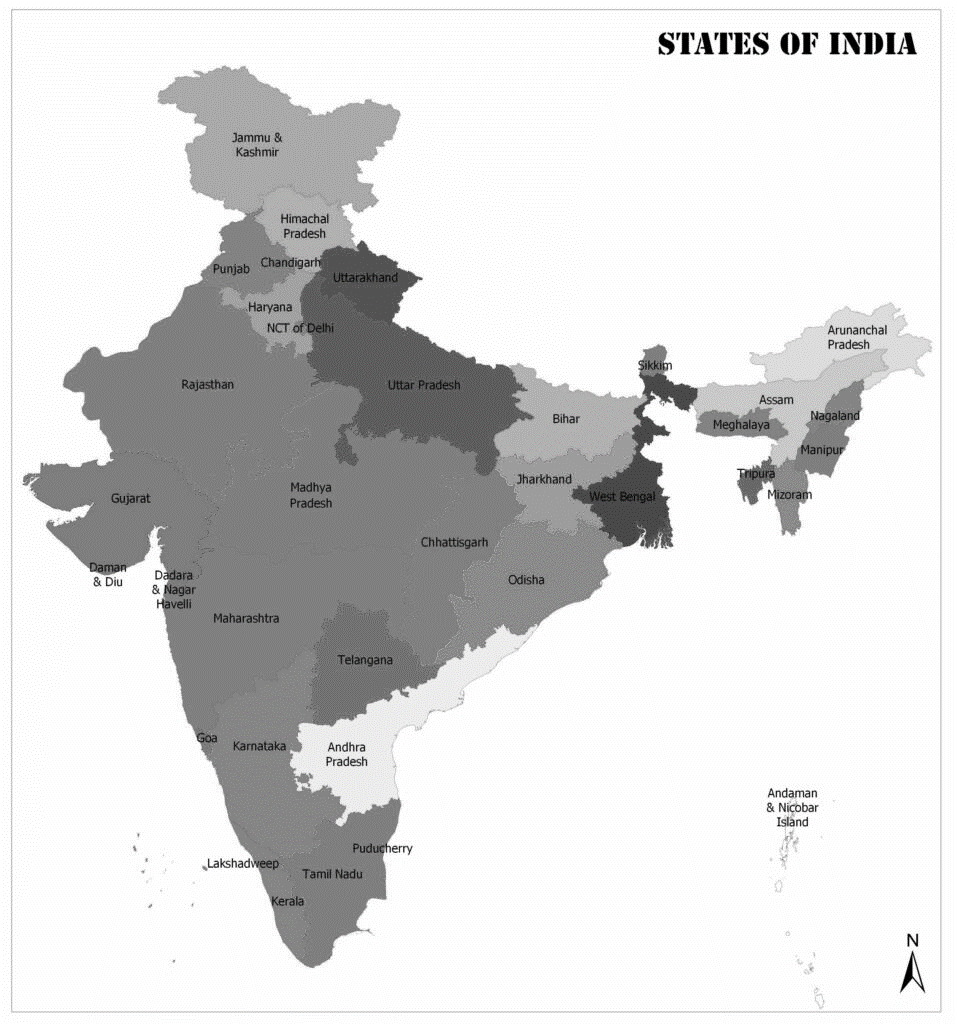 STATES OF INDIA
Jammu &
Kashmir
Himachal
Pradesh
Chandigarh
Punjab
Uttarakhand
Haryana
NCT of Delhi
Arunanchal
Pradesh
Sikkim
Rajasthan
Uttar Pradesh
Assam
Bihar
Nagaland
Meghalaya
Manipur
Tripura
Mizoram
Jharkhand
West Bengal
Gujarat
Madhya
Pradesh
Chhattisgarh
Daman
& Diu
Dadara
& Nagar
Havelli
Odisha
Maharashtra
Telangana
Goa
Karnataka
Andhra
Pradesh
Andaman
& Nicobar
Island
Puducherry
Lakshadweep
Tamil Nadu
Kerala
N